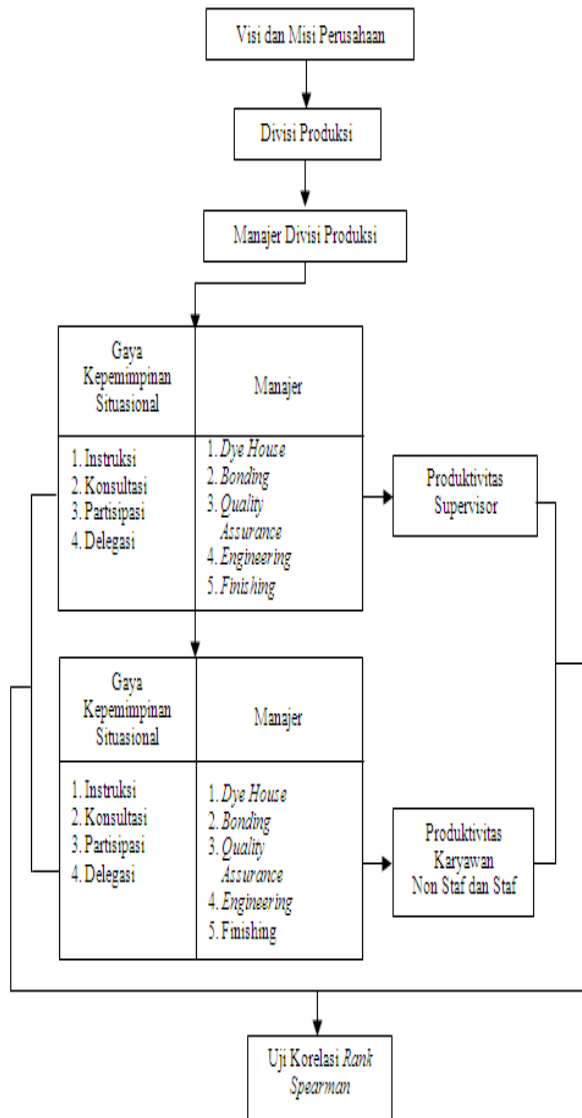 Visi dan Misi Perusahaan
Divisi Produksi
Manajer Divisi Produksi
Gaya
Kepemimpinan
Situasional
Manajer
1. Instruksi
2. Konsultasi
3. Partisipasi
4. Delegasi
1. Dye House
2. Bonding
3. Quality
Assurance
4. Engineering
5. Finishing
Produktivitas
Supervisor
Gaya
Kepemimpinan
Situasional
Manajer
1. Instruksi
2. Konsultasi
3. Partisipasi
4. Delegasi
1. Dye House
2. Bonding
3. Quality
Assurance
4. Engineering
5. Finishing
Produktivitas
Karyawan
Non Staf dan Staf
Uji Korelasi Rank
Spearman